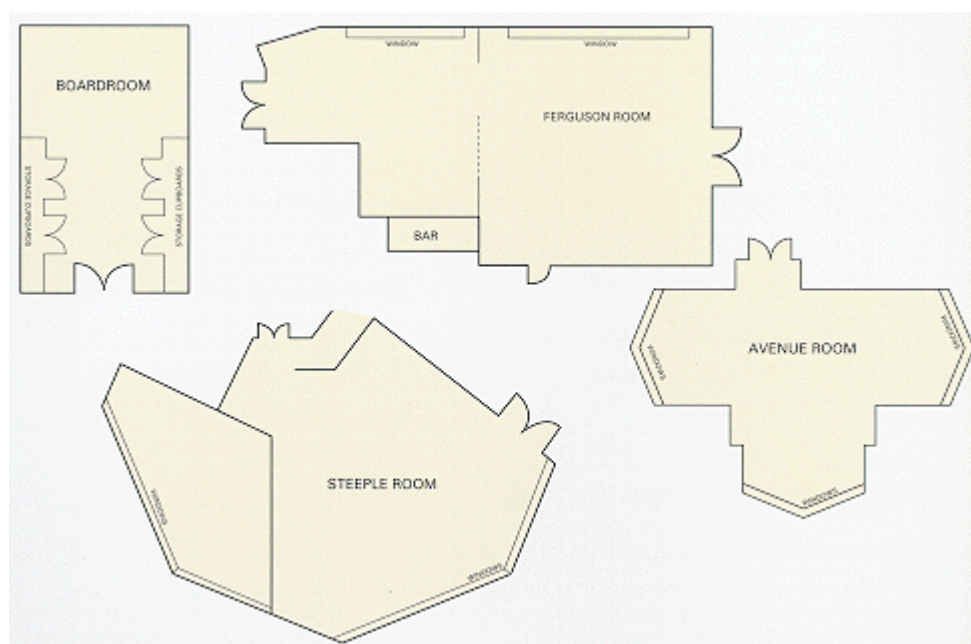 BOARDROOM
STORAGE CUPBOARDS
STORAGE CUPBOARDS
WINDOW
WINDOW
FERGUSON ROOM
BAR
AVENUE ROOM
WINDOWS
WINDOWS
WINDOWS
STEEPLE ROOM
WINDOWS
WINDOWS